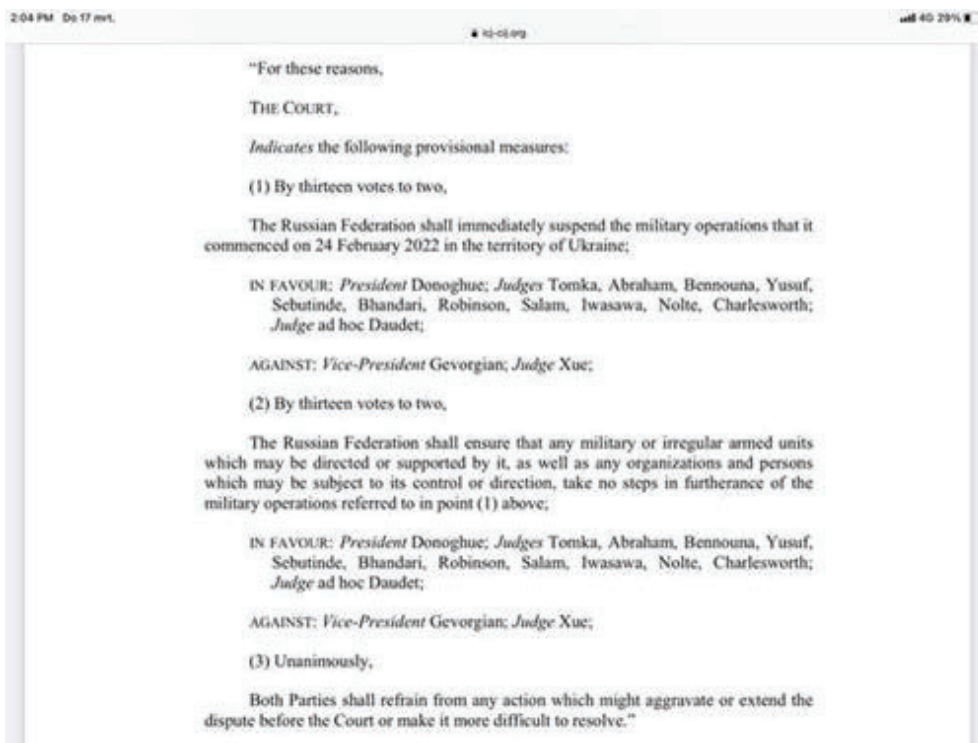 2:04 PM Do 17 mrt.
4G 29%
icj-cij.org
“For these reasons,
THE COURT,
Indicates the following provisional measures:
(1) By thirteen votes to two,
The Russian Federation shall immediately suspend the military operations that it
commenced on 24 February 2022 in the territory of Ukraine;
IN FAVOUR: President Donoghue; Judges Tomka, Abraham, Bennouna, Yusuf,
Sebutinde, Bhandari, Robinson, Salam, Iwasawa, Nolte, Charlesworth;
Judge ad hoc Daudet;
AGAINST: Vice-President Gevorgian; Judge Xue;
(2) By thirteen votes to two,
The Russian Federation shall ensure that any military or irregular armed units
which may be directed or supported by it, as well as any organizations and persons
which may be subject to its control or direction, take no steps in furtherance of the
military operations referred to in point (1) above;
IN FAVOUR: President Donoghue; Judges Tomka, Abraham, Bennouna, Yusuf,
Sebutinde, Bhandari, Robinson, Salam, Iwasawa, Nolte, Charlesworth;
Judge ad hoc Daudet;
AGAINST: Vice-President Gevorgian; Judge Xue;
(3) Unanimously,
Both Parties shall refrain from any action which might aggravate or extend the
dispute before the Court or make it more difficult to resolve.”